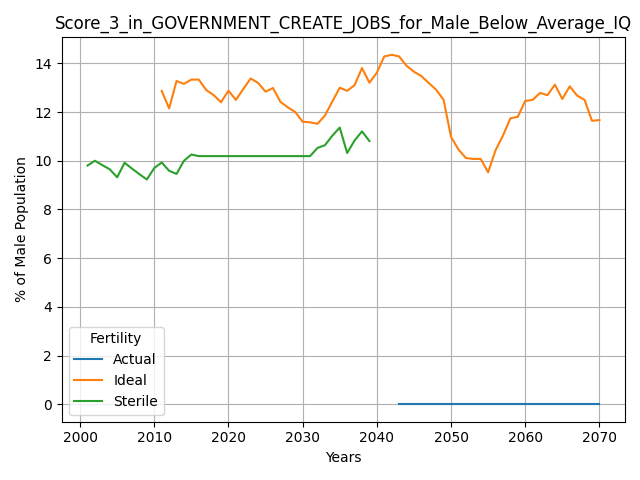 Score_3_in_GOVERNMENT_CREATE_JOBS_for_Male_Below_Average_IQ
% of Male Population
14
12
10
8
6
4
2
0
Fertility
Actual
Ideal
Sterile
2000 2010 2020 2030 2040 2050 2060 2070
Years